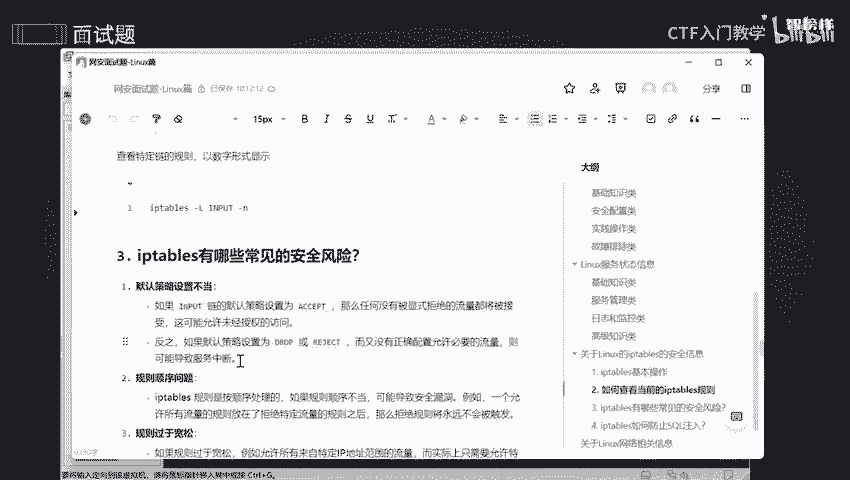 面试题
CTF入门教学
智榜样
bilibili
网安面试题-Linux篇
网安面试题-Linux篇
已保存 10:12:12
分享
15px
B I S U
查看特定链的规则，以数字形式显示
1 iptables -L INPUT -n
3. iptables有哪些常见的安全风险？
1. 默认策略设置不当：
如果 INPUT 链的默认策略设置为 ACCEPT ，那么任何没有被显式拒绝的流量都将被接
受，这可能允许未经授权的访问。
反之，如果默认策略设置为 DROP 或 REJECT ，而又没有正确配置允许必要的流量，则
可能导致服务中断。
2. 规则顺序问题：
iptables 规则是按顺序处理的，如果规则顺序不当，可能导致安全漏洞。例如，一个允
许所有流量的规则放在了拒绝特定流量的规则之后，那么拒绝规则将永远不会被触发。
3. 规则过于宽松：
如果规则过于宽松，例如允许所有来自特定IP地址范围的流量，而实际上只需要允许特
大纲
基础知识类
安全配置类
实践操作类
故障排除类
Linux服务状态信息
基础知识类
服务管理类
日志和监控类
高级知识类
关于Linux的iptables的安全信息
1. iptables基本操作
2. 如何查看当前的iptables规则
3. iptables有哪些常见的安全风险？
4. iptables如何防止SQL注入？
关于Linux网络相关信息
要将输入定向到该虚拟机，请将鼠标指针移入其中或按 Ctrl+G。